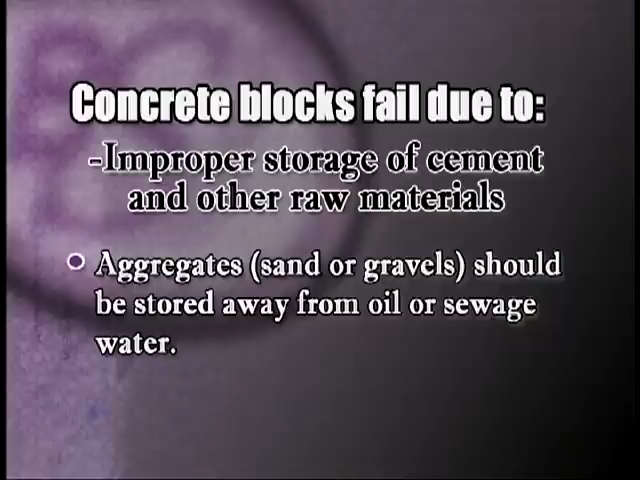 Concrete blocks fail due to:
-Improper storage of cement
and other raw materials
Aggregates (sand or gravels) should
be stored away from oil or sewage
water.